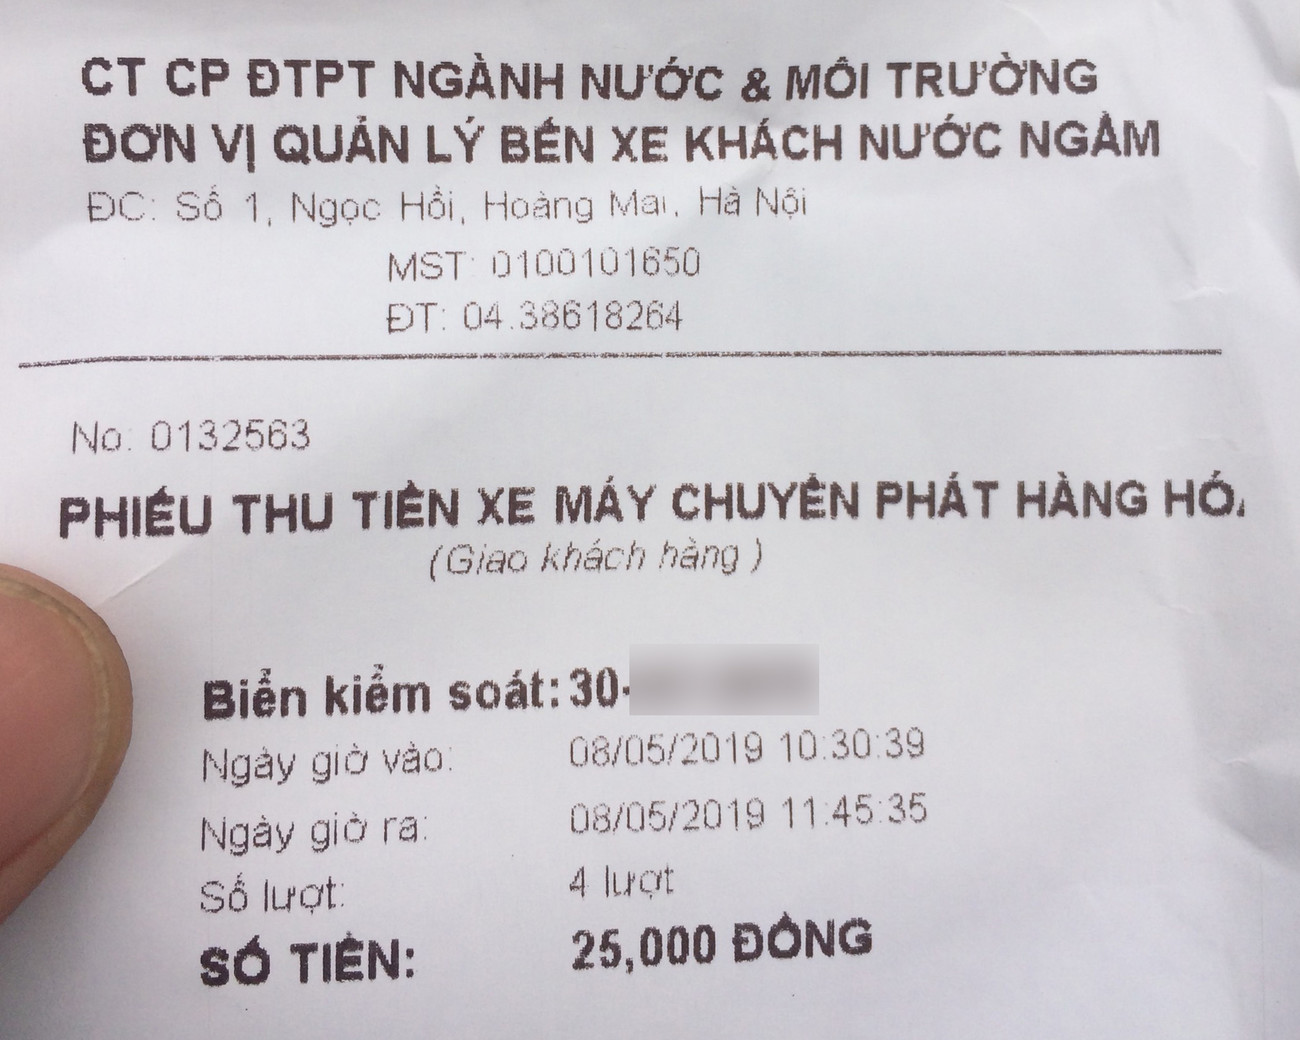 CT CP ĐTPT NGÀNH NƯỚC & MÔI TRƯỜNG
ĐƠN VỊ QUẢN LÝ BẾN XE KHÁCH NƯỚC NGẦM
ĐC: Số 1, Ngọc Hồi, Hoàng Mai, Hà Nội
MST: 0100101650
ĐT: 04.38618264
No: 0132563
PHIẾU THU TIỀN XE MÁY CHUYỂN PHÁT HÀNG HÓA
(Giao khách hàng )
Biển kiểm soát: 30-
Ngày giờ vào: 08/05/2019 10:30:39
Ngày giờ ra: 08/05/2019 11:45:35
Số lượt: 4 lượt
SỐ TIỀN: 25,000 ĐỒNG